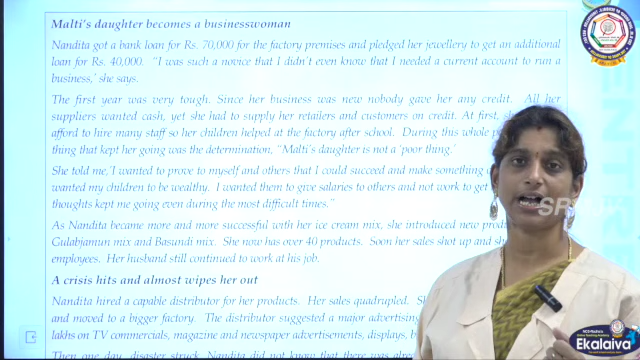 Malti's daughter becomes a businesswoman
Nandita got a bank loan for Rs. 70,000 for the factory premises and pledged her jewellery to get an additional
loan for Rs. 40,000. "I was such a novice that I didn't even know that I needed a current account to run a
business,' she says.
The first year was very tough. Since her business was new nobody gave her any credit. All her
suppliers wanted cash, yet she had to supply her retailers and customers on credit. At first, she
afford to hire many staff so her children helped at the factory after school. During this whole
thing that kept her going was the determination, "Malti's daughter is not a 'poor thing.'
She told me,'I wanted to prove to myself and others that I could succeed and make something
wanted my children to be wealthy. I wanted them to give salaries to others and not work to get
thoughts kept me going even during the most difficult times."
As Nandita became more and more successful with her ice cream mix, she introduced new
Gulabjamun mix and Basundi mix. She now has over 40 products. Soon her sales shot up and
employees. Her husband still continued to work at his job.
A crisis hits and almost wipes her out
Nandita hired a capable distributor for her products. Her sales quadrupled.
and moved to a bigger factory. The distributor suggested a major
lakhs on TV commercials, magazine and newspaper advertisements, displays,
Then one day, disaster struck. Nandita did not know that there was
Ekalaiva